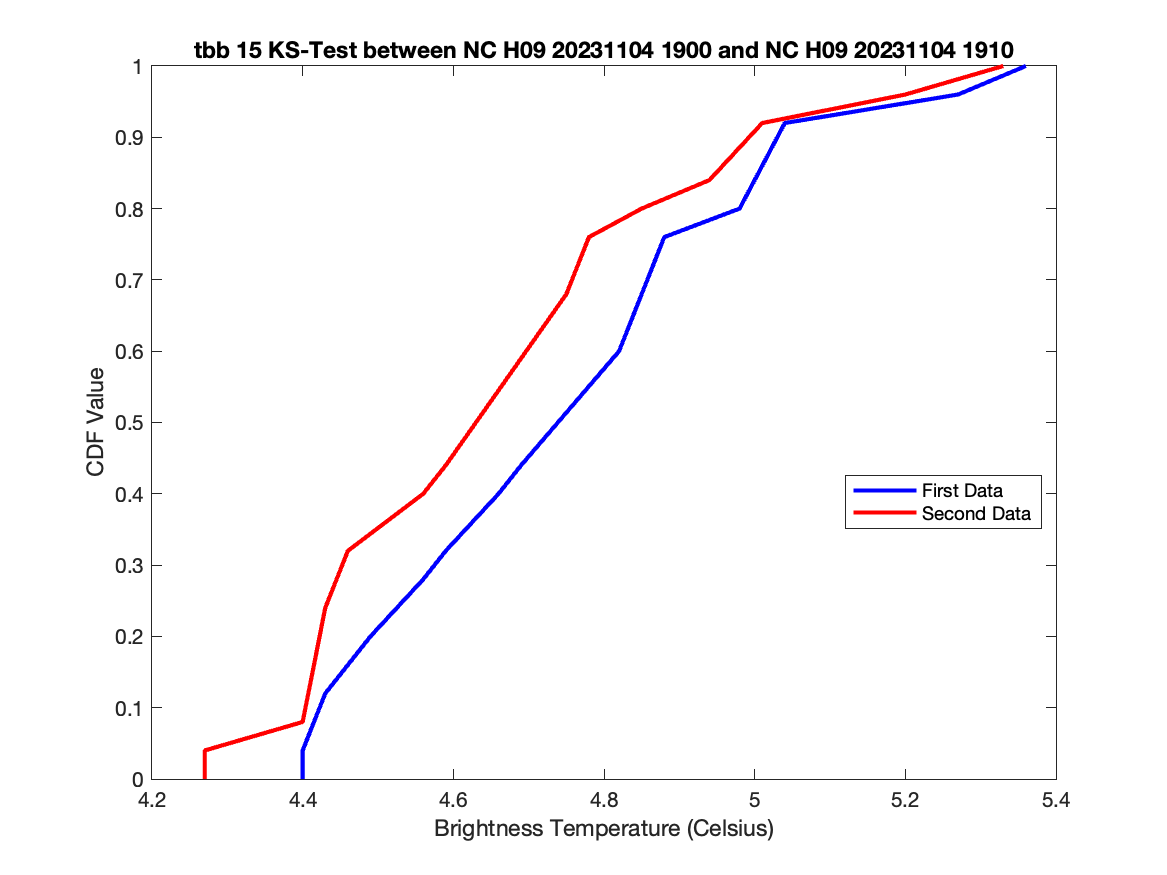 tbb 15 KS-Test between NC H09 20231104 1900 and NC H09 20231104 1910
1
0.9
0.8
0.7
0.6
0.5
0.4
0.3
0.2
0.1
0
CDF Value
First Data
Second Data
4.2 4.4 4.6 4.8 5 5.2 5.4
Brightness Temperature (Celsius)